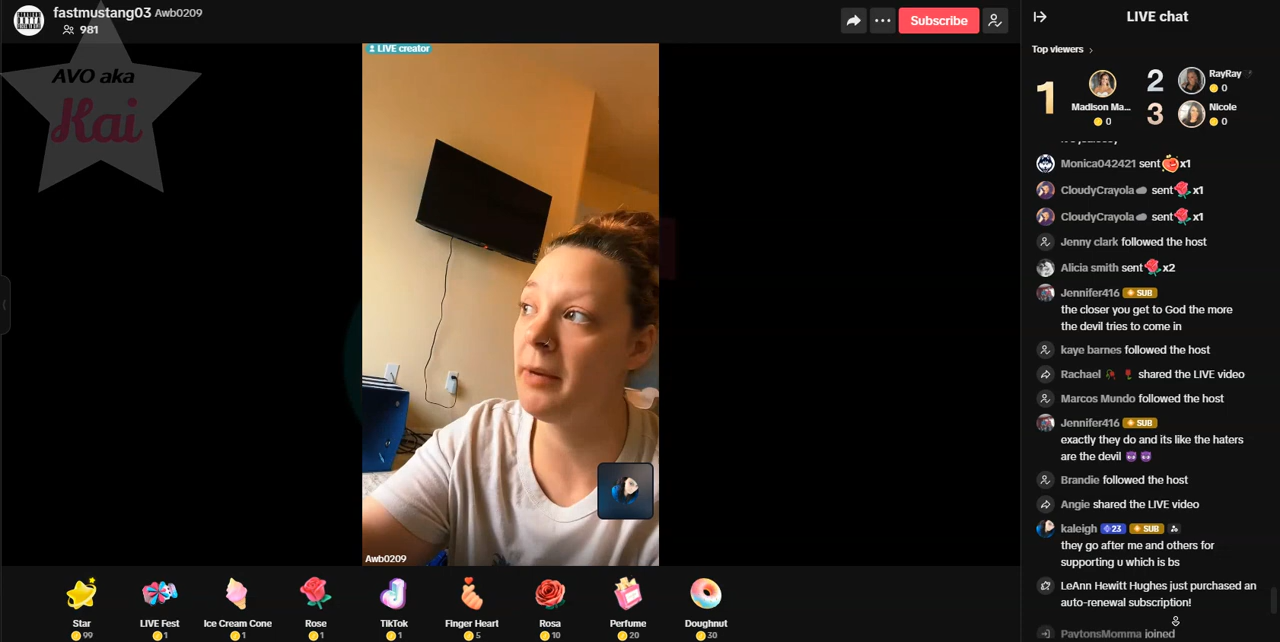 fastmustang03 Awb0209
981
Subscribe
AVO aka
Kai
LIVE creator
Awb0209
Star
99
LIVE Fest
1
Ice Cream Cone
1
Rose
1
TikTok
1
Finger Heart
5
Rosa
10
Perfume
20
Doughnut
30
LIVE chat
Top viewers
1
Madison Ma...
0
2
RayRay
0
3
Nicole
0
Monica042421 sent x1
CloudyCrayola sent x1
CloudyCrayola sent x1
Jenny clark followed the host
Alicia smith sent x2
Jennifer416 SUB
the closer you get to God the more
the devil tries to come in
kaye barnes followed the host
Rachael shared the LIVE video
Marcos Mundo followed the host
Jennifer416 SUB
exactly they do and its like the haters
are the devil
Brandie followed the host
Angie shared the LIVE video
kaleigh 23 SUB
they go after me and others for
supporting u which is bs
LeAnn Hewitt Hughes just purchased an
auto-renewal subscription!
PaytonsMomma joined